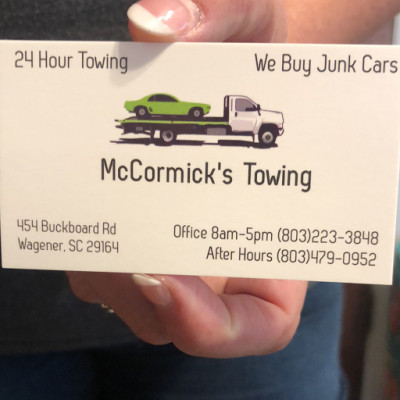 24 Hour Towing
We Buy Junk Cars
McCormick's Towing
454 Buckboard Rd
Wagener, SC 29164
Office 8am-5pm (803)223-3848
After Hours (803)479-0952